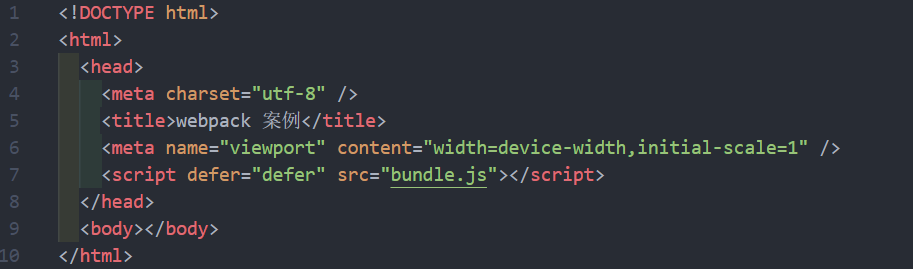 1 <!DOCTYPE html>
2 <html>
3   <head>
4     <meta charset="utf-8" />
5     <title>webpack 案例</title>
6     <meta name="viewport" content="width=device-width,initial-scale=1" />
7     <script defer="defer" src="bundle.js"></script>
8   </head>
9   <body></body>
10 </html>